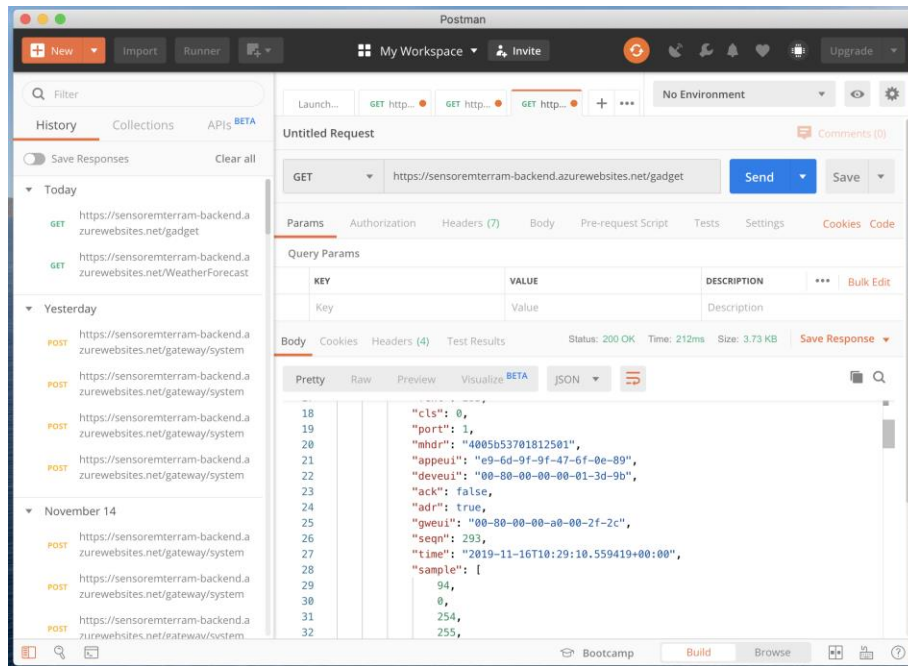 Postman
New Import Runner My Workspace Invite Upgrade
Filter
History Collections APIs BETA
Save Responses Clear all
Today
GET https://sensoremterram-backend.a
zurewebsites.net/gadget
GET https://sensoremterram-backend.a
zurewebsites.net/WeatherForecast
Yesterday
POST https://sensoremterram-backend.a
zurewebsites.net/gateway/system
POST https://sensoremterram-backend.a
zurewebsites.net/gateway/system
POST https://sensoremterram-backend.a
zurewebsites.net/gateway/system
POST https://sensoremterram-backend.a
zurewebsites.net/gateway/system
November 14
POST https://sensoremterram-backend.a
zurewebsites.net/gateway/system
POST https://sensoremterram-backend.a
zurewebsites.net/gateway/system
POST https://sensoremterram-backend.a
zurewebsites.net/gateway/system
Launch... GET http... GET http... GET http... + ••• No Environment
Untitled Request Comments (0)
GET https://sensoremterram-backend.azurewebsites.net/gadget Send Save
Params Authorization Headers (7) Body Pre-request Script Tests Settings Cookies Code
Query Params
KEY VALUE DESCRIPTION ••• Bulk Edit
Key Value Description
Body Cookies Headers (4) Test Results Status: 200 OK Time: 212ms Size: 3.73 KB Save Response
Pretty Raw Preview Visualize BETA JSON
18 "cls": 0,
19 "port": 1,
20 "mhdr": "4005b53701812501",
21 "appeui": "e9-6d-9f-9f-47-6f-0e-89",
22 "deveui": "00-80-00-00-00-01-3d-9b",
23 "ack": false,
24 "adr": true,
25 "gweui": "00-80-00-00-a0-00-2f-2c",
26 "seqn": 293,
27 "time": "2019-11-16T10:29:10.559419+00:00",
28 "sample": [
29 94,
30 0,
31 254,
32 255,
Bootcamp Build Browse